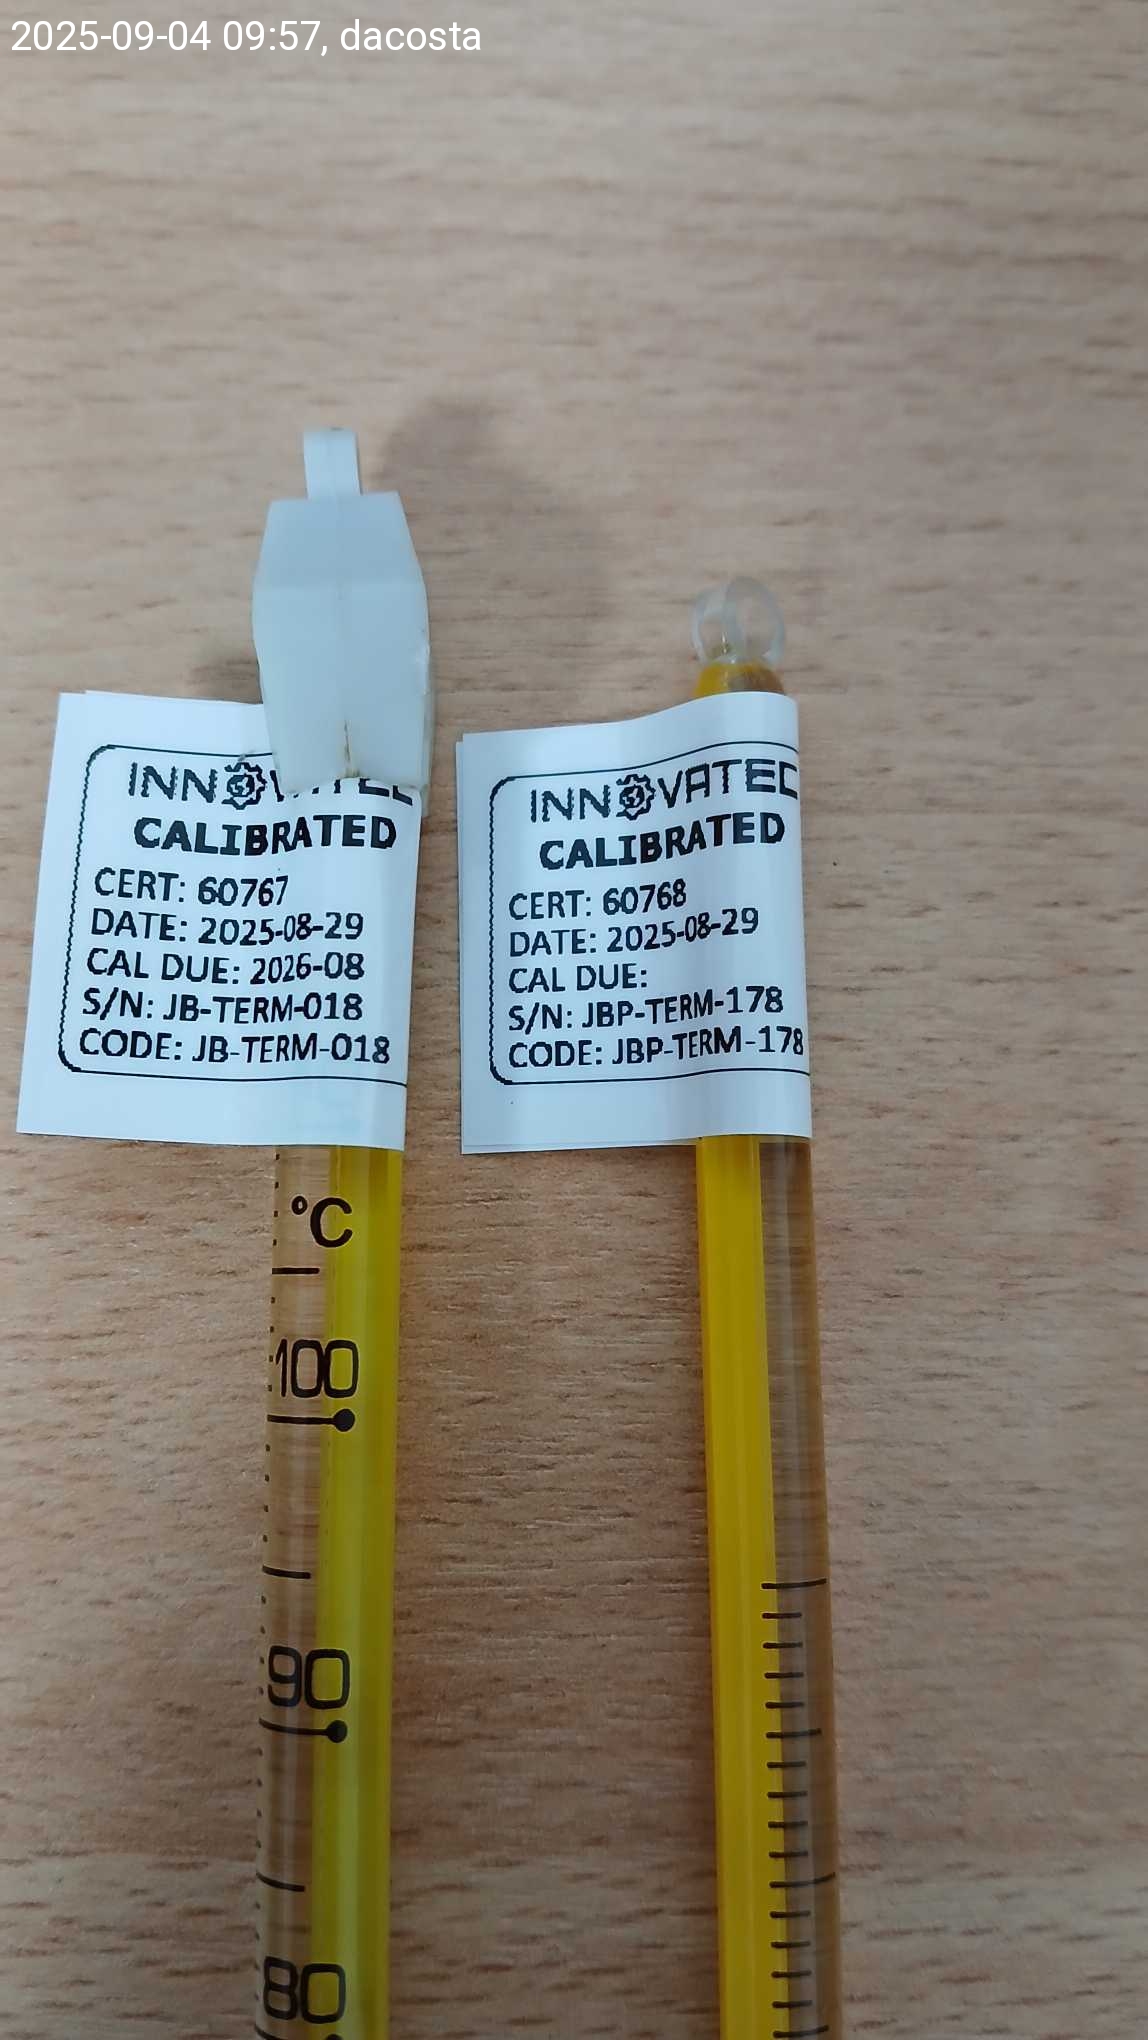 2025-09-04 09:57, dacosta
CALIBRATED
CERT: 60767
DATE: 2025-08-29
CAL DUE: 2026-08
S/N: JB-TERM-018
CODE: JB-TERM-018
°C
100
90
80
INNOVATEC
CALIBRATED
CERT: 60768
DATE: 2025-08-29
CAL DUE:
S/N: JBP-TERM-178
CODE: JBP-TERM-178